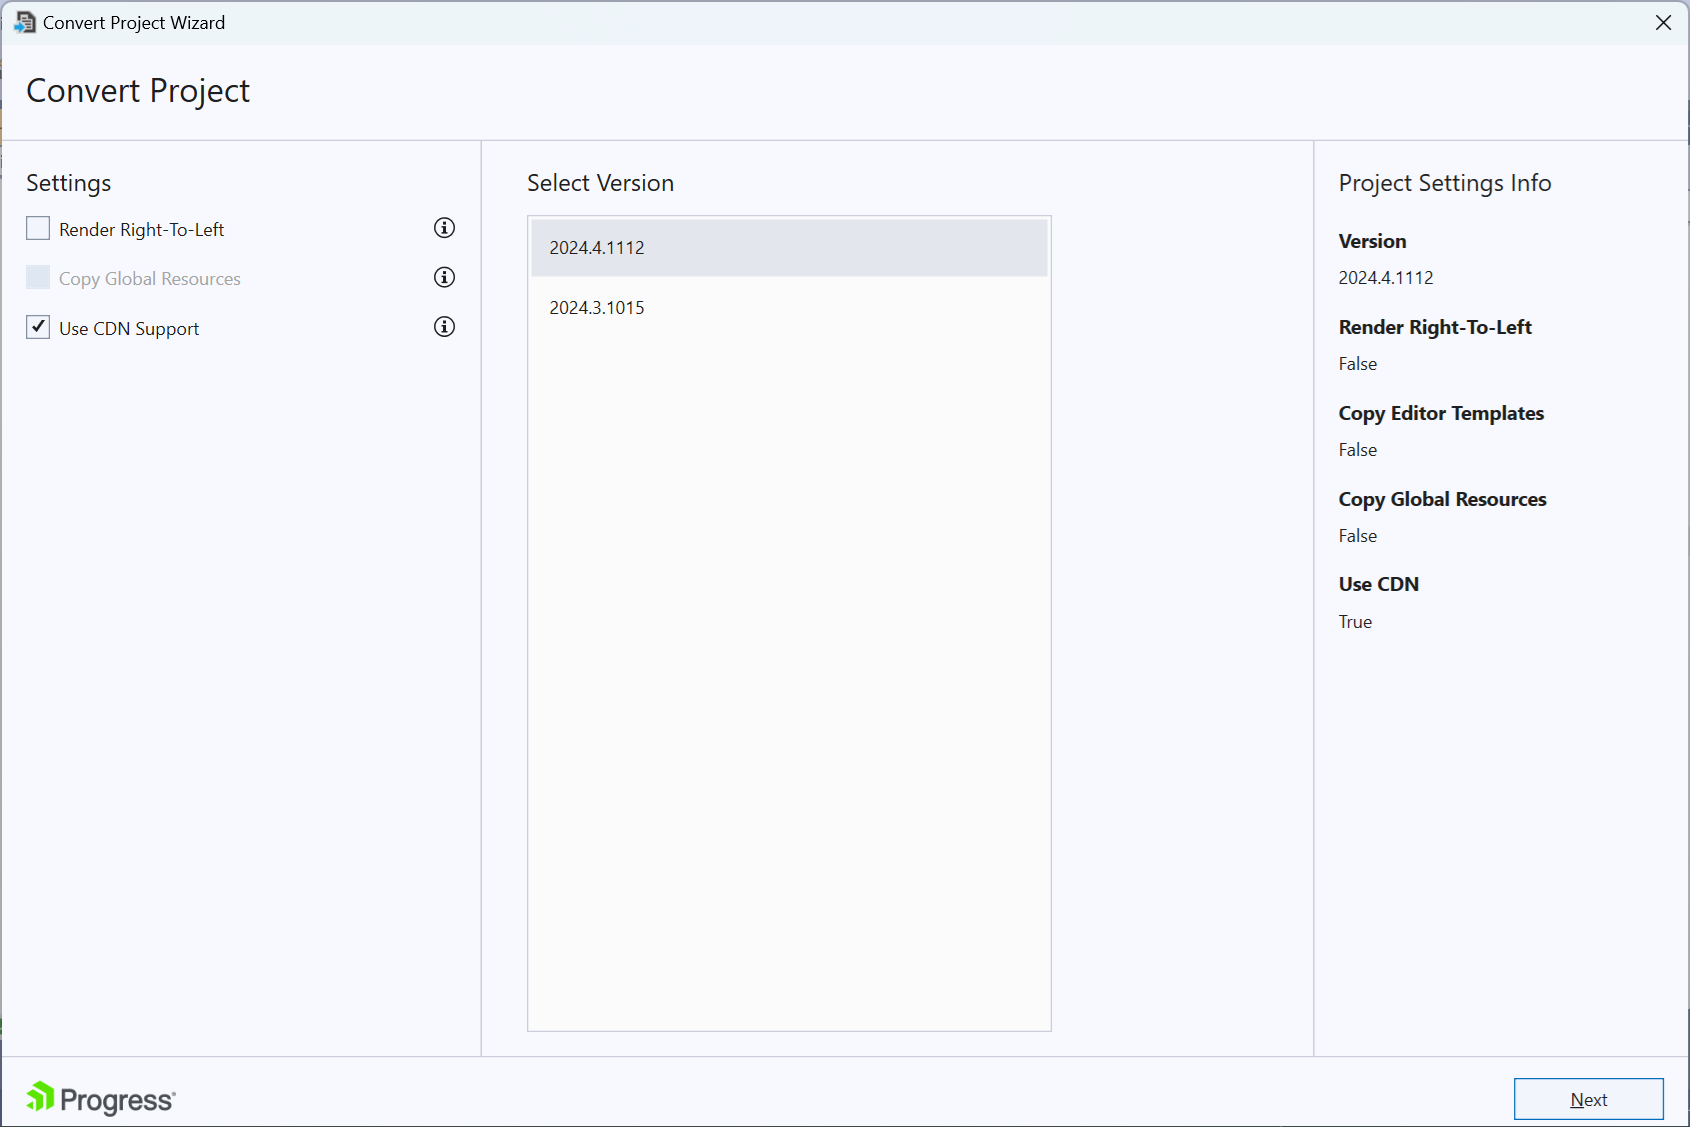 Convert Project Wizard
Convert Project
Settings
Render Right-To-Left
Copy Global Resources
Use CDN Support
Select Version
2024.4.1112
2024.3.1015
Project Settings Info
Version
2024.4.1112
Render Right-To-Left
False
Copy Editor Templates
False
Copy Global Resources
False
Use CDN
True
Progress
Next